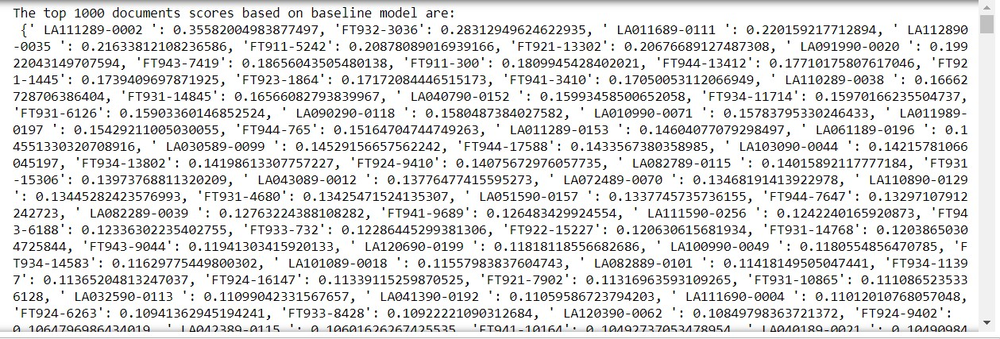 The top 1000 documents scores based on baseline model are:
{' LA111289-0002 ': 0.35582004983877497, 'FT932-3036': 0.28312949624622935, ' LA011689-0111 ': 0.220159217712894, ' LA112890
-0035 ': 0.21633812108236586, 'FT911-5242': 0.20878089016939166, 'FT921-13302': 0.20676689127487308, ' LA091990-0020 ': 0.199
22043149707594, 'FT943-7419': 0.18656043505480138, 'FT911-300': 0.1809945428402021, 'FT944-13412': 0.17710175807617046, 'FT92
1-1445': 0.1739409697871925, 'FT923-1864': 0.17172084446515173, 'FT941-3410': 0.17050053112066949, ' LA110289-0038 ': 0.16662
728706386404, 'FT931-14845': 0.16566082793839967, ' LA040790-0152 ': 0.15993458500652058, 'FT934-11714': 0.15970166235504737,
'FT931-6126': 0.15903360146852524, ' LA090290-0118 ': 0.1580487384027582, ' LA010990-0071 ': 0.15783795330246433, ' LA011989-
0197 ': 0.15429211005030055, 'FT944-765': 0.15164704744749263, ' LA011289-0153 ': 0.14604077079298497, ' LA061189-0196 ': 0.1
4551330320708916, ' LA030589-0099 ': 0.14529156657562242, 'FT944-17588': 0.1433567380358985, ' LA103090-0044 ': 0.14215781066
045197, 'FT934-13802': 0.14198613307757227, 'FT924-9410': 0.14075672976057735, ' LA082789-0115 ': 0.14015892117777184, 'FT931
-15306': 0.13973768811320209, ' LA043089-0012 ': 0.13776477415595273, ' LA072489-0070 ': 0.13468191413922978, ' LA110890-0129
': 0.13445282423576993, 'FT931-4680': 0.13425471524135307, ' LA051590-0157 ': 0.1337745735736155, 'FT944-7647': 0.13297107912
242723, ' LA082289-0039 ': 0.12763224388108282, 'FT941-9689': 0.126483429924554, ' LA111590-0256 ': 0.1242240165920873, 'FT94
3-6188': 0.12336302235402755, 'FT933-732': 0.12286445299381306, 'FT922-15227': 0.120630615681934, 'FT931-14768': 0.1203865030
4725844, 'FT943-9044': 0.11941303415920133, ' LA120690-0199 ': 0.11818118556682686, ' LA100990-0049 ': 0.1180554856470785, 'F
T934-14583': 0.11629775449800302, ' LA101089-0018 ': 0.11557983837604743, ' LA082889-0101 ': 0.11418149505047441, 'FT934-1139
7': 0.11365204813247037, 'FT924-16147': 0.11339115259870525, 'FT921-7902': 0.11316963593109265, 'FT931-10865': 0.111086523533
6128, ' LA032590-0113 ': 0.11099042331567657, ' LA041390-0192 ': 0.11059586723794203, ' LA111690-0004 ': 0.11012010768057048,
'FT924-6263': 0.10941362945194241, 'FT933-8428': 0.10922221090312684, ' LA120390-0062 ': 0.10849798363721372, 'FT924-9402':
0.1064796986434019, ' LA042389-0115 ': 0.10601626267425535, 'FT941-10164': 0.10492737053478954, ' LA040189-0021 ': 0.10490984